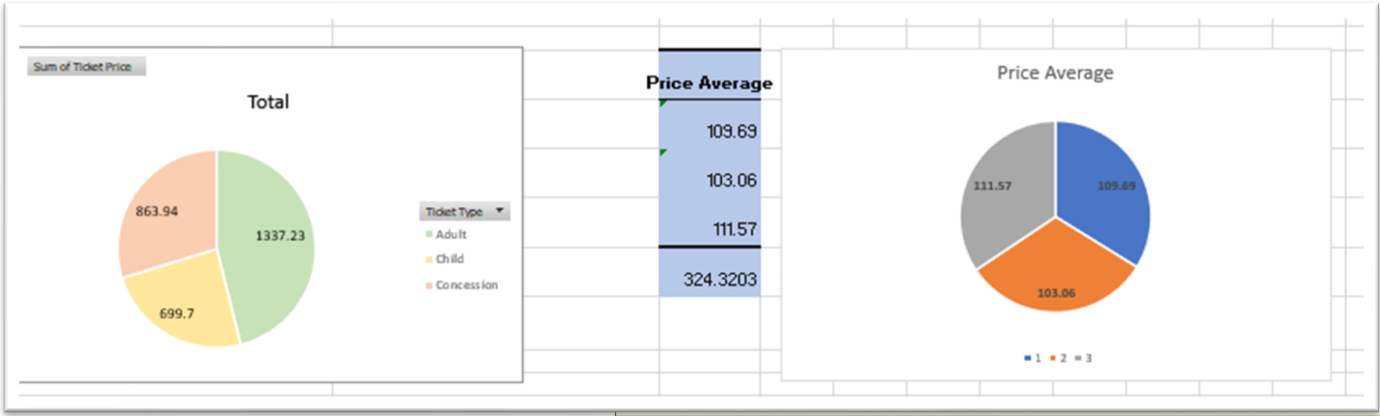 Sum of Ticket Price
Total
863.94
1337.23
699.7
Ticket Type
Adult
Child
Concession
Price Average
109.69
103.06
111.57
324.3203
Price Average
111.57
109.69
103.06
1 2 3